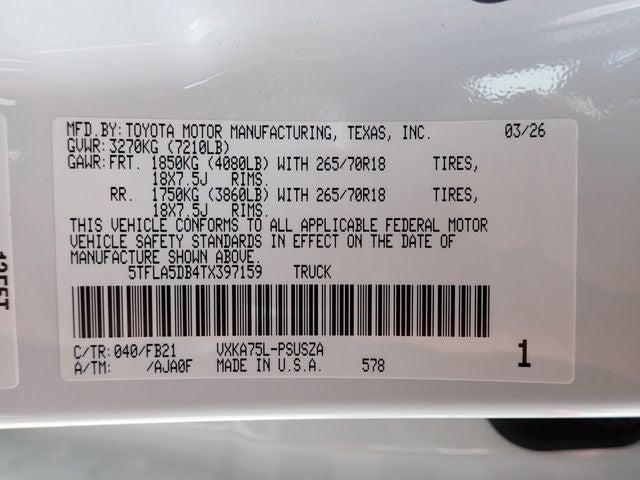 MFD.BY:TOYOTA MOTOR MANUFACTURING, TEXAS, INC. 03/26
GVWR:3270KG (7210LB)
GAWR:FRT. 1850KG (4080LB) WITH 265/70R18 TIRES,
18X7.5J RIMS.
RR. 1750KG (3860LB) WITH 265/70R18 TIRES,
18X7.5J RIMS.
THIS VEHICLE CONFORMS TO ALL APPLICABLE FEDERAL MOTOR
VEHICLE SAFETY STANDARDS IN EFFECT ON THE DATE OF
MANUFACTURE SHOWN ABOVE.
5TFLA5DB4TX397159 TRUCK
C/TR:040/FB21 VXKA75L-PSUSZA
A/TM: /AJA0F MADE IN U.S.A. 578 1